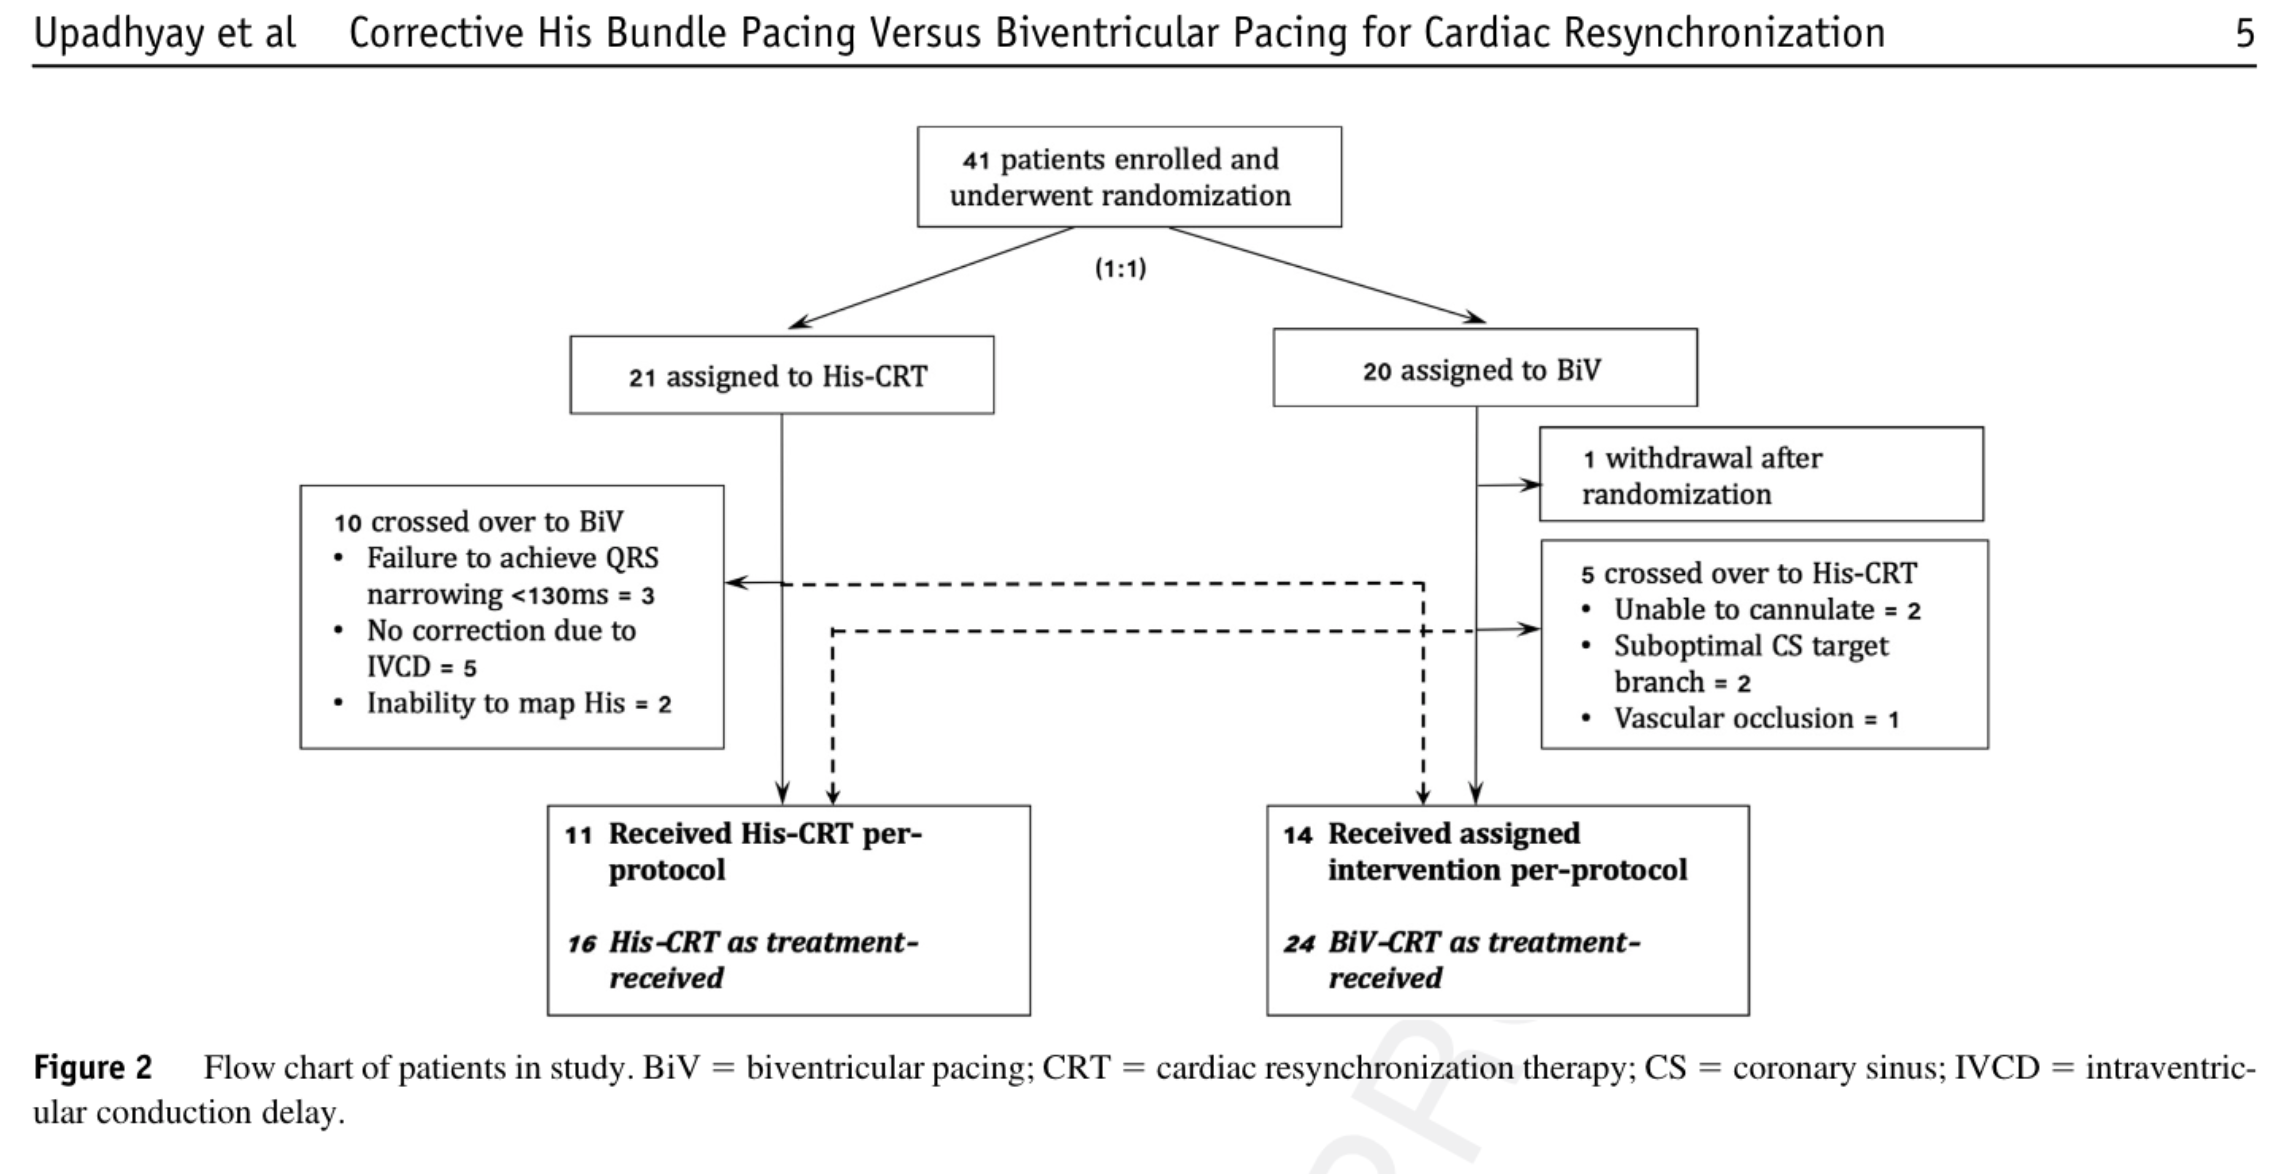 Upadhyay et al Corrective His Bundle Pacing Versus Biventricular Pacing for Cardiac Resynchronization 5
41 patients enrolled and
underwent randomization
(1:1)
21 assigned to His-CRT
20 assigned to BiV
1 withdrawal after
randomization
10 crossed over to BiV
• Failure to achieve QRS
narrowing <130ms = 3
• No correction due to
IVCD = 5
• Inability to map His = 2
5 crossed over to His-CRT
• Unable to cannulate = 2
• Suboptimal CS target
branch = 2
• Vascular occlusion = 1
11 Received His-CRT per-
protocol
16 His-CRT as treatment-
received
14 Received assigned
intervention per-protocol
24 BiV-CRT as treatment-
received
Figure 2 Flow chart of patients in study. BiV = biventricular pacing; CRT = cardiac resynchronization therapy; CS = coronary sinus; IVCD = intraventric-
ular conduction delay.